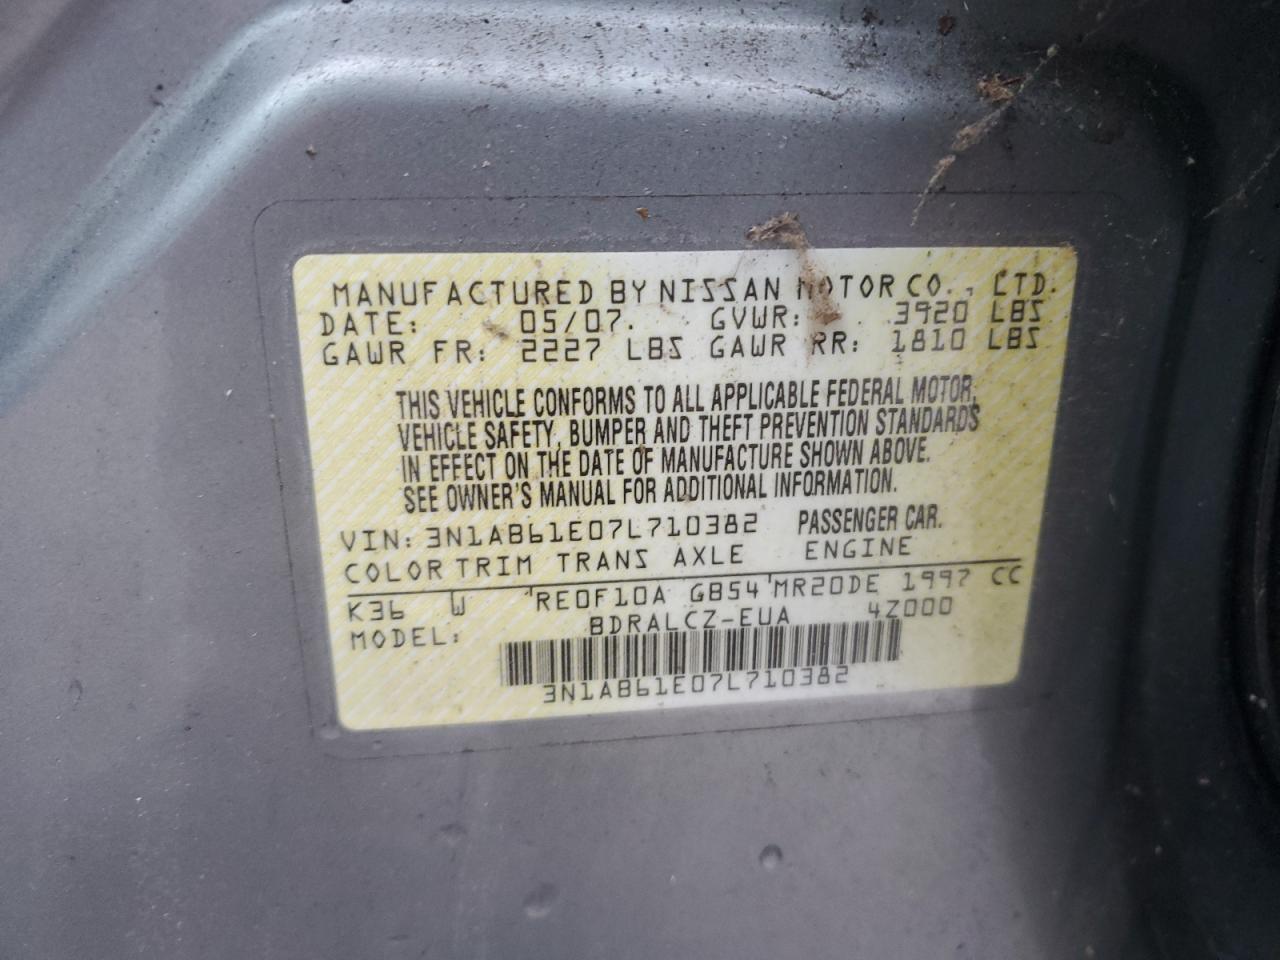 MANUFACTURED BY NISSAN MOTOR CO., LTD.
DATE: 05/07. GVWR: 3920 LBS
GAWR FR: 2227 LBS GAWR RR: 1810 LBS
THIS VEHICLE CONFORMS TO ALL APPLICABLE FEDERAL MOTOR,
VEHICLE SAFETY, BUMPER AND THEFT PREVENTION STANDARDS
IN EFFECT ON THE DATE OF MANUFACTURE SHOWN ABOVE.
SEE OWNER'S MANUAL FOR ADDITIONAL INFORMATION.
VIN: 3N1AB61E07L710382 PASSENGER CAR.
COLOR TRIM TRANS AXLE ENGINE
K36 W RE0F10A GB54 MR20DE 1997 CC
MODEL: BDRALCZ-EUA 4Z000
3N1AB61E07L710382